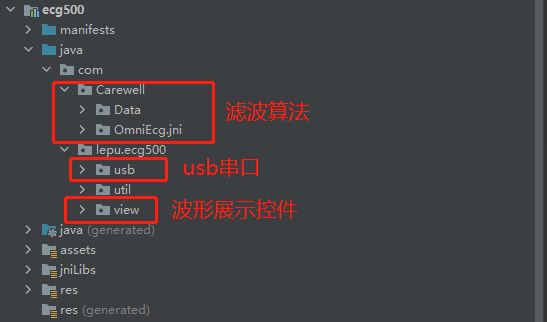 ecg500
manifests
java
com
Carewell
Data
OmniEcg.jni
滤波算法
lepu.ecg500
usb
usb串口
util
view
波形展示控件
java (generated)
assets
jniLibs
res
res (generated)